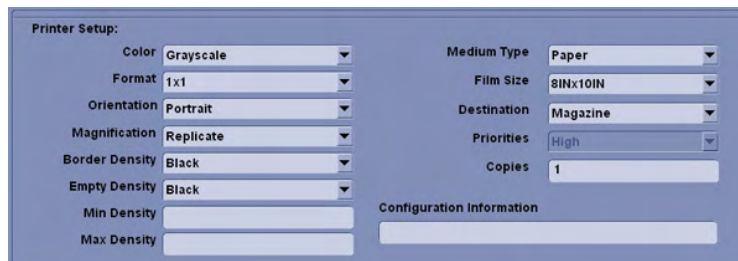 Printer Setup:
Color Grayscale
Format 1x1
Orientation Portrait
Magnification Replicate
Border Density Black
Empty Density Black
Min Density
Max Density
Medium Type Paper
Film Size 8INx10IN
Destination Magazine
Priorities High
Copies 1
Configuration Information